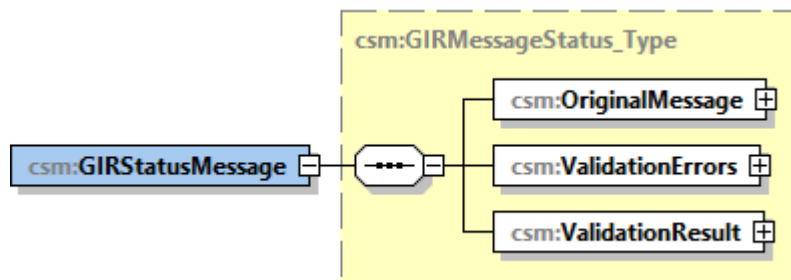 csm:GIRMessageStatus_Type
csm:OriginalMessage
csm:GIRStatusMessage
csm:ValidationErrors
csm:ValidationResult